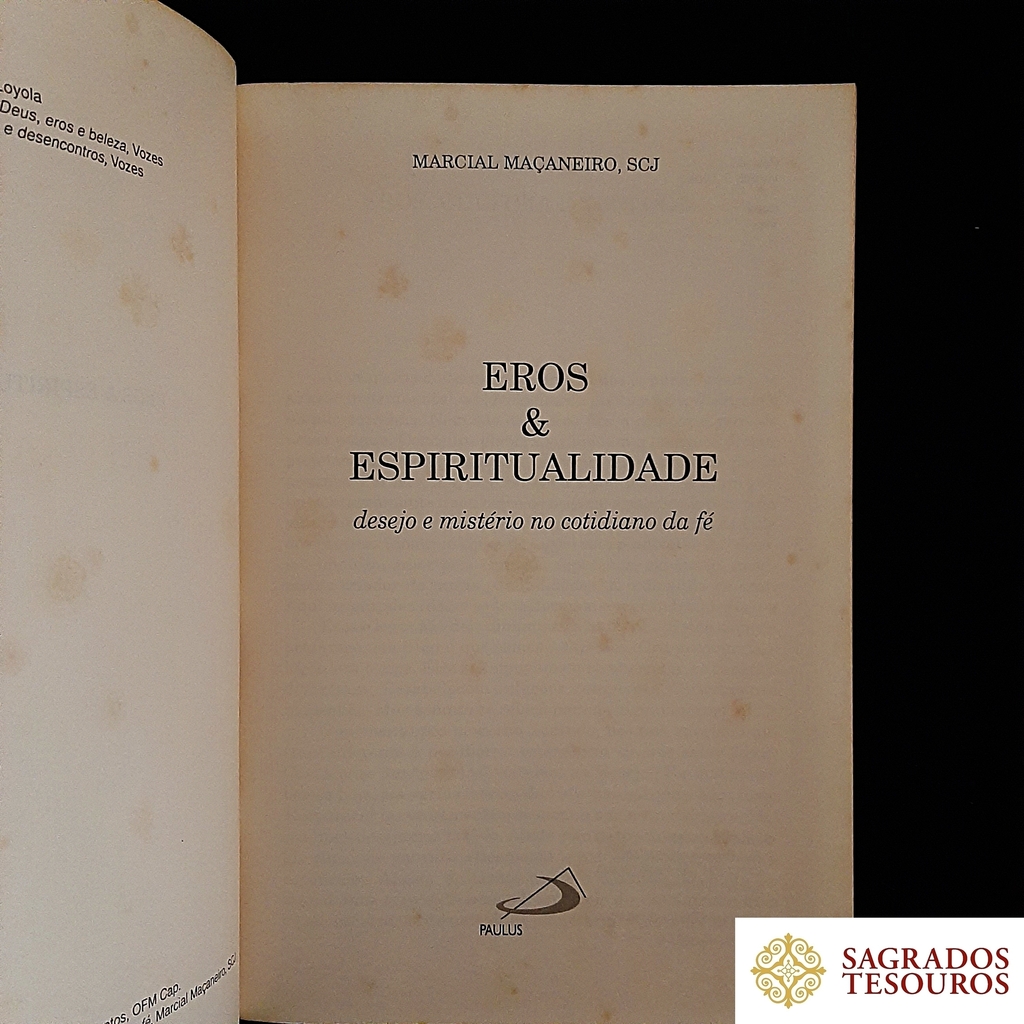 Loyola
Deus, eros e beleza, Vozes
e desencontros, Vozes
OFM Cap.
fé, Marcial Maçaneiro, SCJ
MARCIAL MAÇANEIRO, SCJ
EROS
&
ESPIRITUALIDADE
desejo e mistério no cotidiano da fé
PAULUS
SAGRADOS
TESOUROS